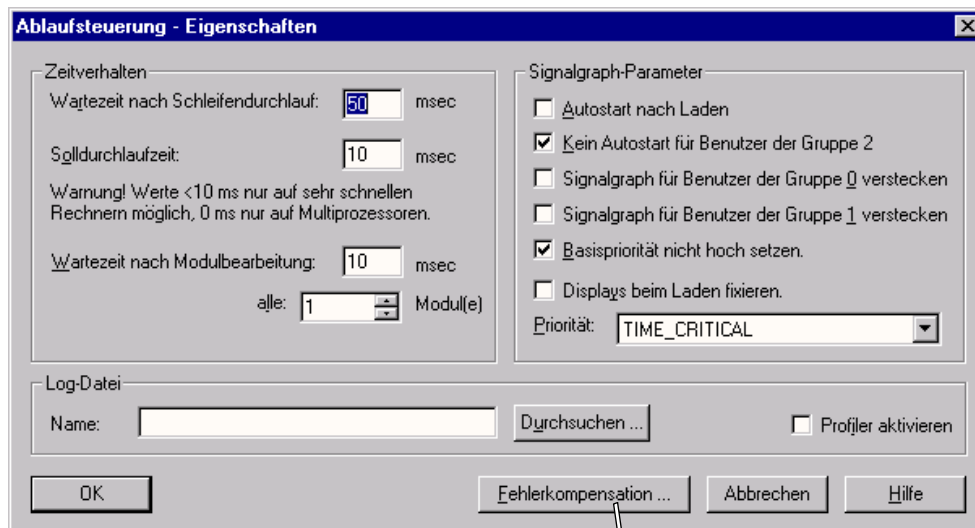 Ablaufsteuerung - Eigenschaften
Zeitverhalten
Wartezeit nach Schleifendurchlauf: 50 msec
Solldurchlaufzeit: 10 msec
Warnung! Werte <10 ms nur auf sehr schnellen
Rechnern möglich, 0 ms nur auf Multiprozessoren.
Wartezeit nach Modulbearbeitung: 10 msec
alle: 1 Modul(e)
Signalgraph-Parameter
Autostart nach Laden
Kein Autostart für Benutzer der Gruppe 2
Signalgraph für Benutzer der Gruppe 0 verstecken
Signalgraph für Benutzer der Gruppe 1 verstecken
Basispriorität nicht hoch setzen.
Displays beim Laden fixieren.
Priorität: TIME_CRITICAL
Log-Datei
Name: Durchsuchen ... Profiler aktivieren
OK Fehlerkompensation ... Abbrechen Hilfe